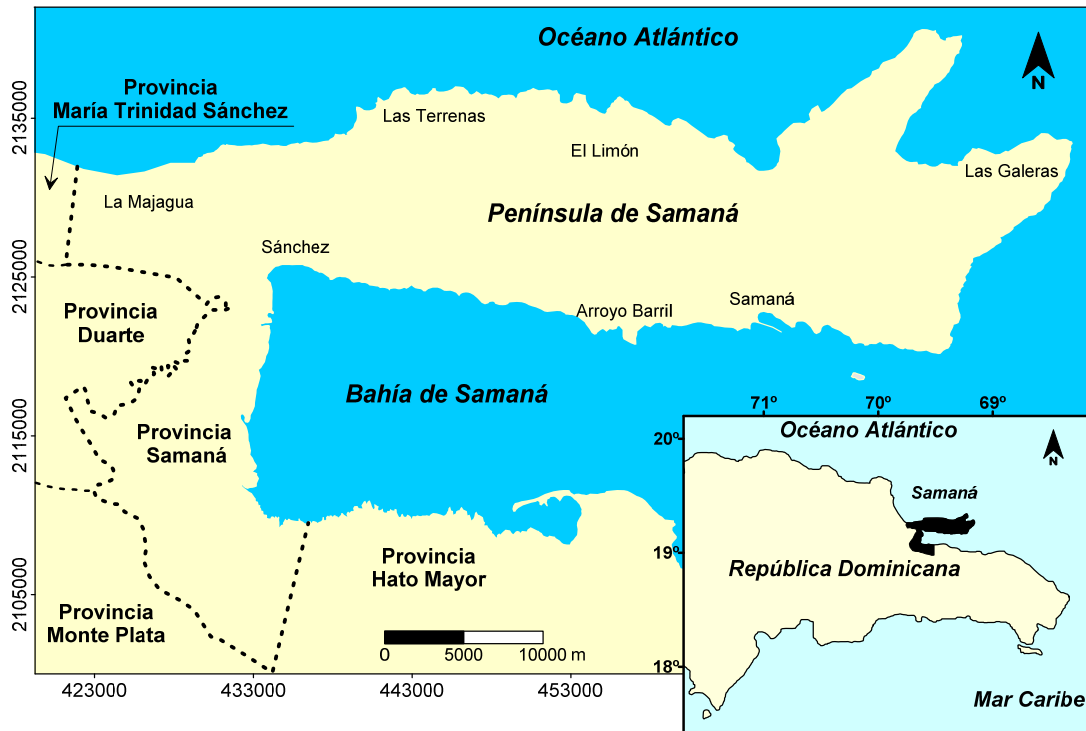 Océano Atlántico
N
Provincia
María Trinidad Sánchez
Las Terrenas
El Limón
Las Galeras
La Majagua
Península de Samaná
Sánchez
Provincia
Duarte
Arroyo Barril
Samaná
Bahía de Samaná
Provincia
Samaná
Provincia
Hato Mayor
Provincia
Monte Plata
0 5000 10000 m
2135000
2125000
2115000
2105000
423000 433000 443000 453000
71º 70º 69º
20º
19º
18º
Océano Atlántico
N
Samaná
República Dominicana
Mar Caribe